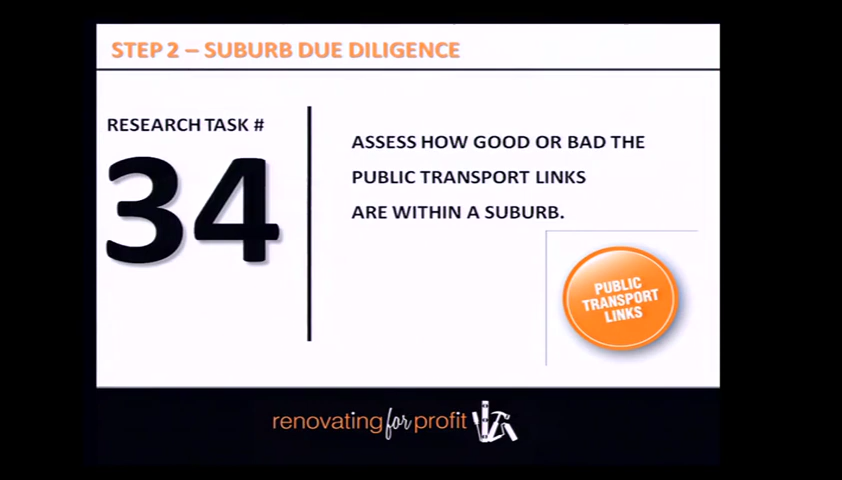 STEP 2 – SUBURB DUE DILIGENCE
RESEARCH TASK #
34
ASSESS HOW GOOD OR BAD THE
PUBLIC TRANSPORT LINKS
ARE WITHIN A SUBURB.
PUBLIC
TRANSPORT
LINKS
renovating for profit